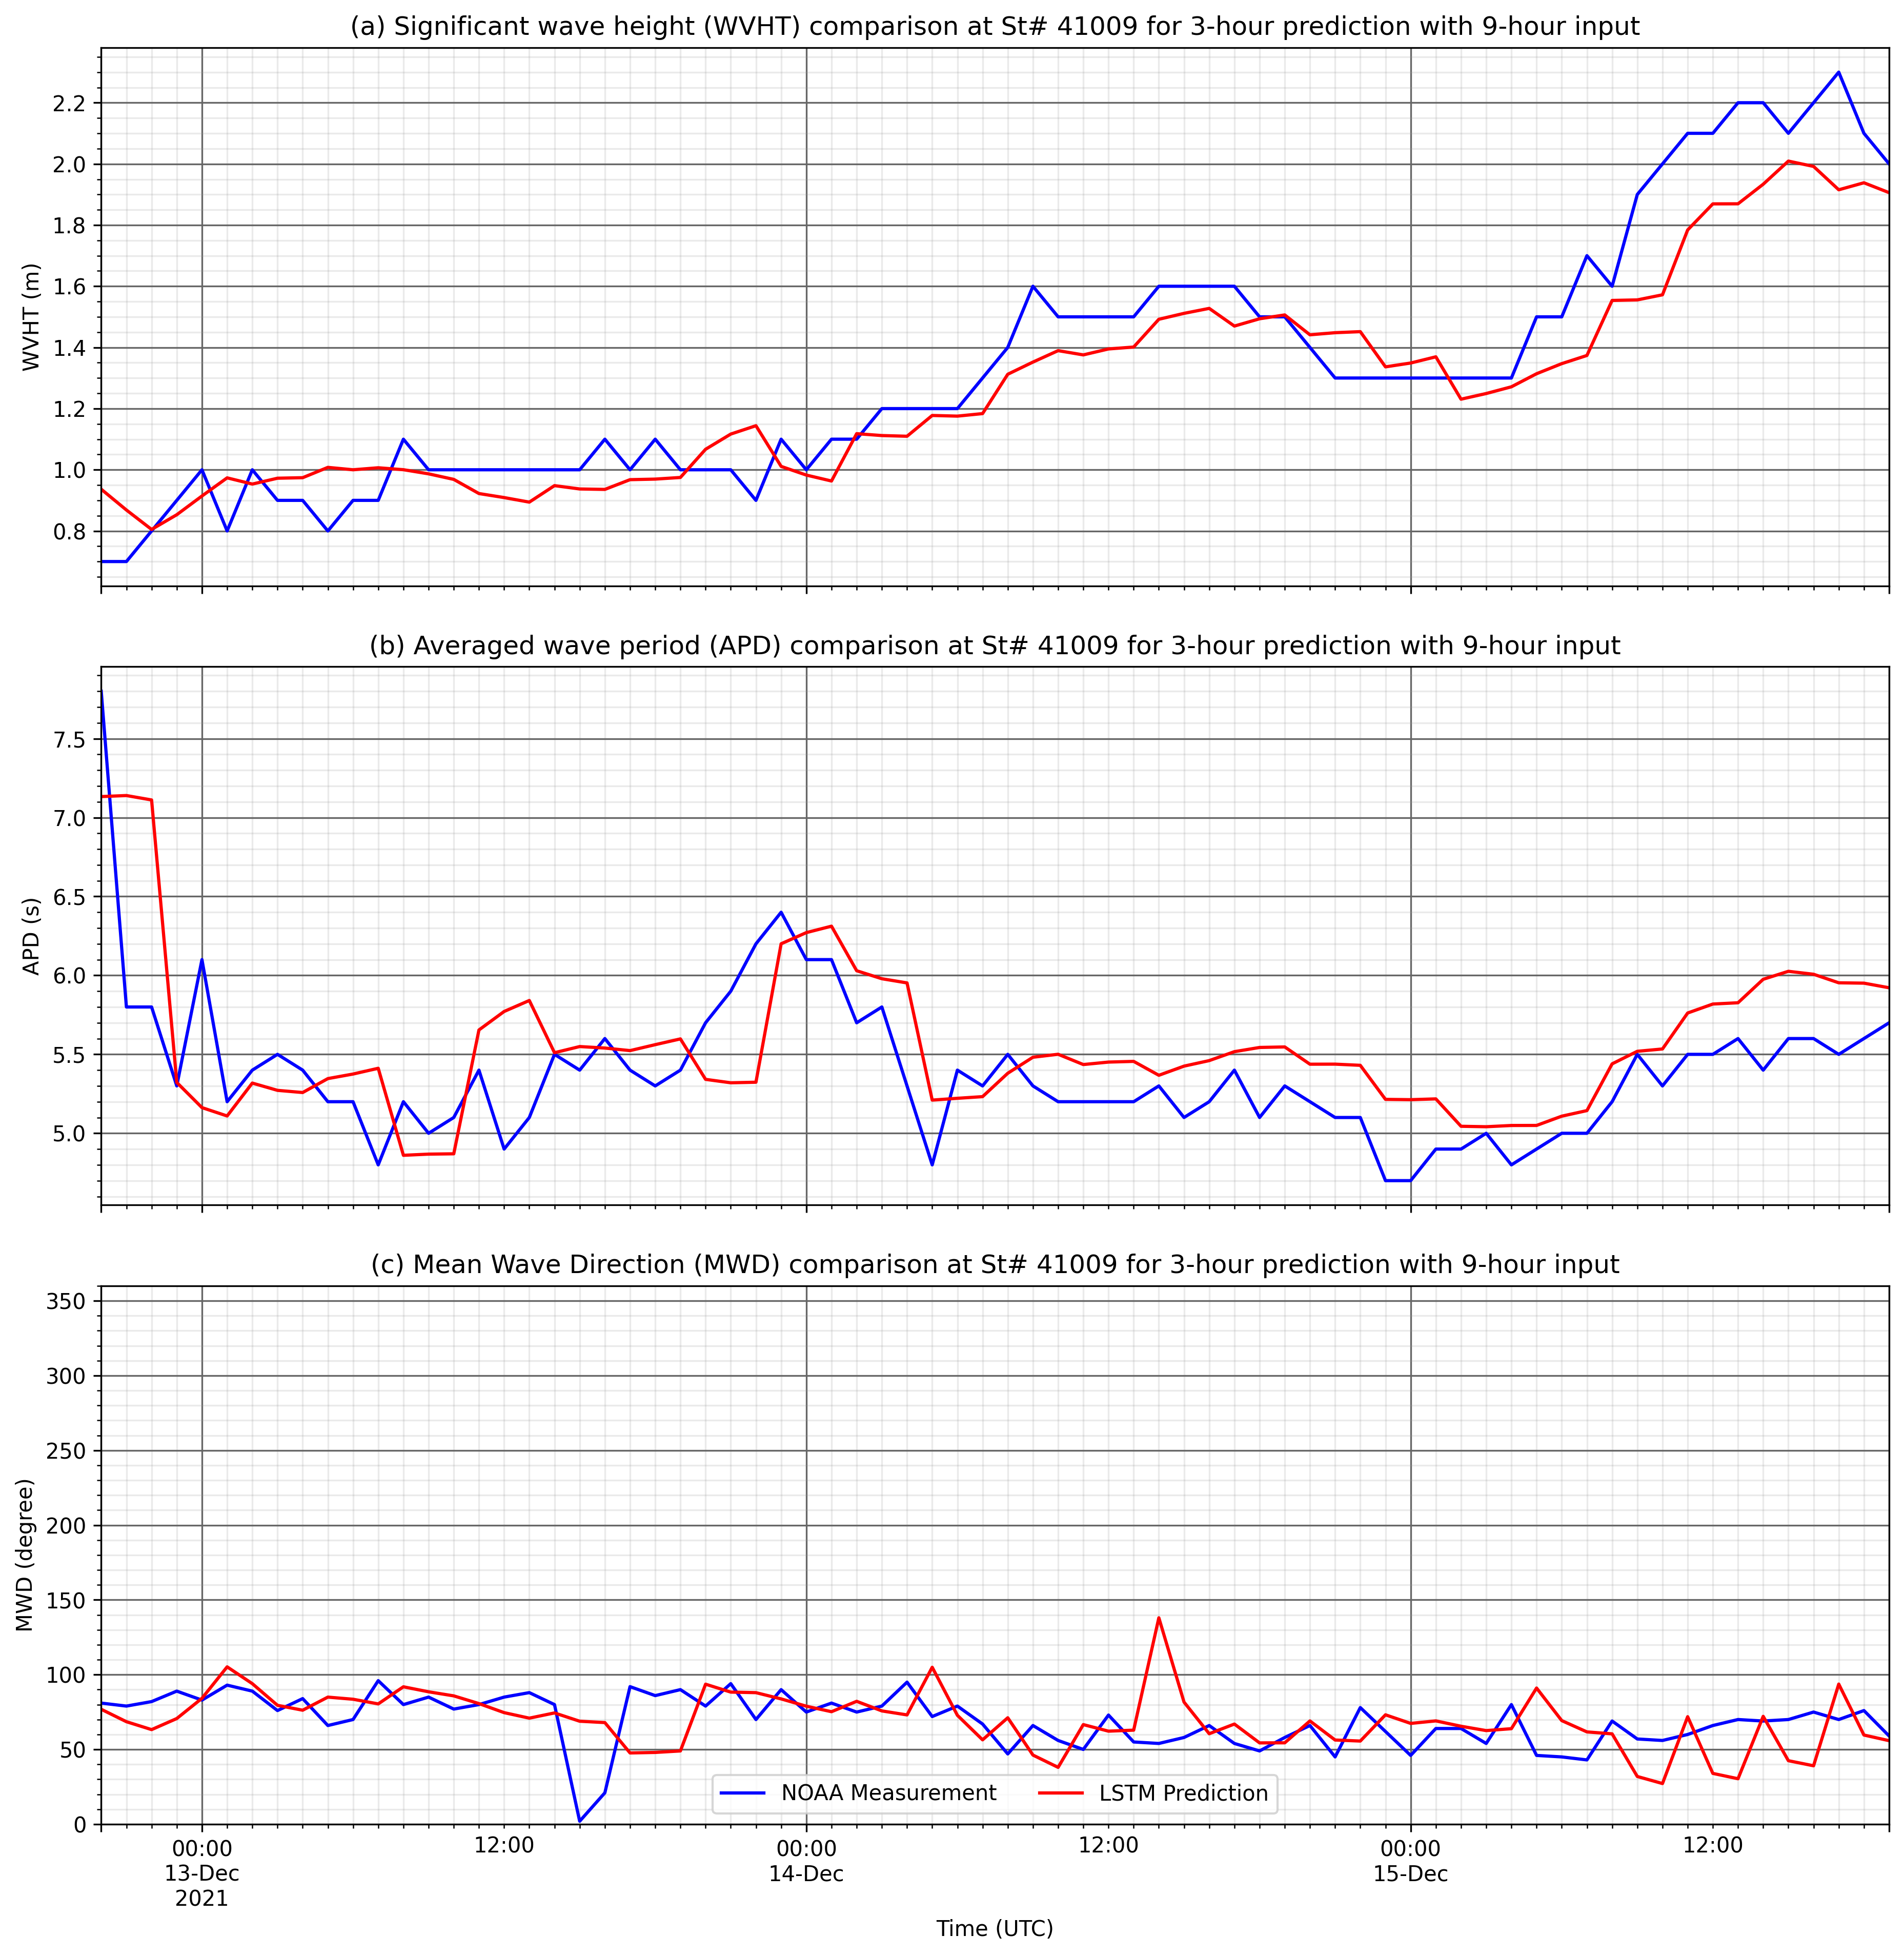 (a) Significant wave height (WVHT) comparison at St# 41009 for 3-hour prediction with 9-hour input
2.2
2.0
1.8
1.6
1.4
1.2
1.0
0.8
WVHT (m)
(b) Averaged wave period (APD) comparison at St# 41009 for 3-hour prediction with 9-hour input
7.5
7.0
6.5
6.0
5.5
5.0
APD (s)
(c) Mean Wave Direction (MWD) comparison at St# 41009 for 3-hour prediction with 9-hour input
350
300
250
200
150
100
50
0
MWD (degree)
NOAA Measurement
LSTM Prediction
00:00
13-Dec
2021
12:00
00:00
14-Dec
12:00
00:00
15-Dec
12:00
Time (UTC)